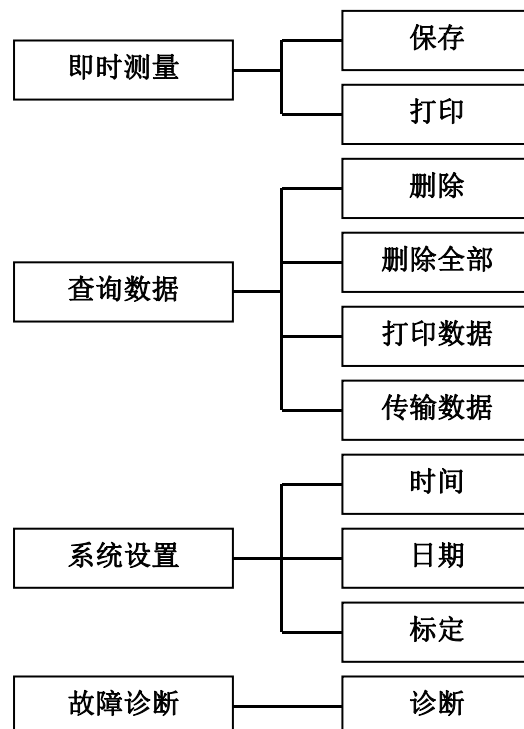 即时测量
保存
打印
查询数据
删除
删除全部
打印数据
传输数据
系统设置
时间
日期
标定
故障诊断
诊断